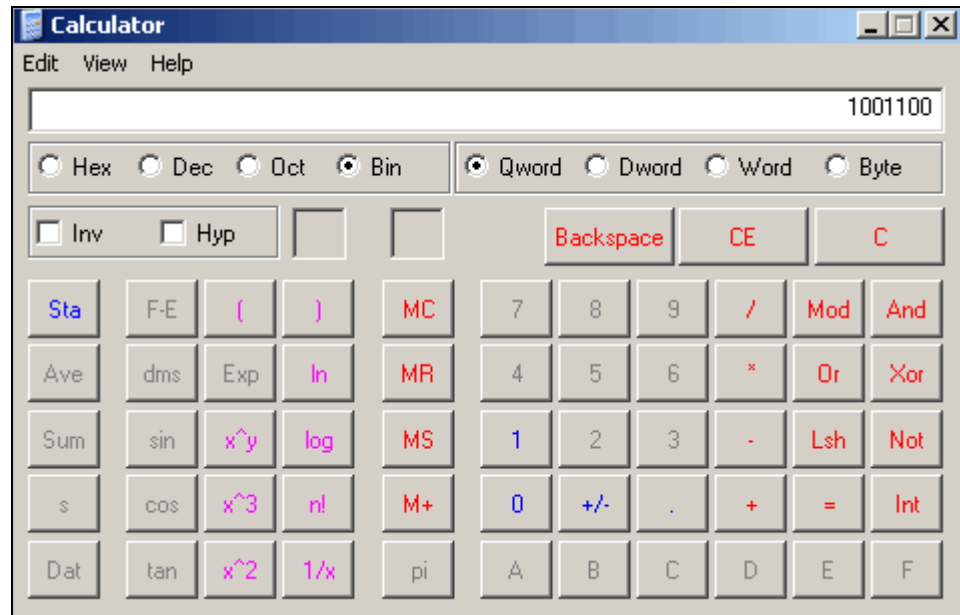 Calculator
Edit View Help
1001100
Hex Dec Oct Bin Qword Dword Word Byte
Inv Hyp Backspace CE C
Sta F-E ( ) MC 7 8 9 / Mod And
Ave dms Exp ln MR 4 5 6 * Or Xor
Sum sin x^y log MS 1 2 3 - Lsh Not
s cos x^3 n! M+ 0 +/- . + = Int
Dat tan x^2 1/x pi A B C D E F